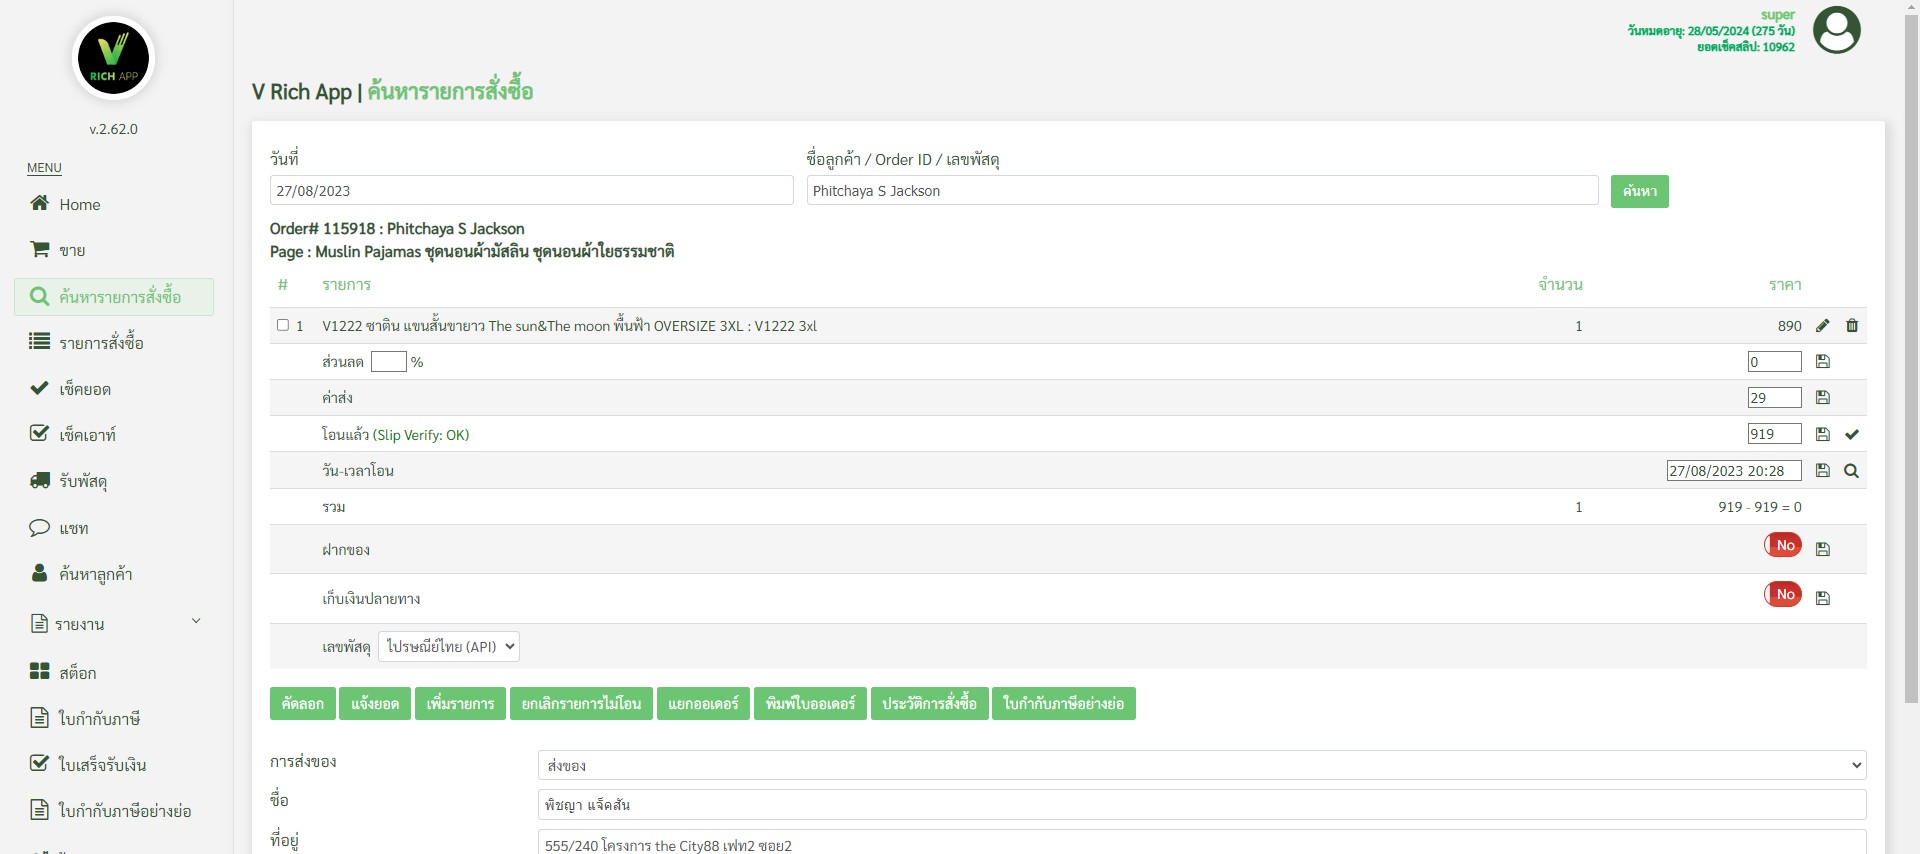 super
วันหมดอายุ: 28/05/2024 (275 วัน)
ยอดเช็คสลิป: 10962
V
RICH APP
v.2.62.0
MENU
Home
ขาย
ค้นหารายการสั่งซื้อ
รายการสั่งซื้อ
เช็คยอด
เช็คเอาท์
รับพัสดุ
แชท
ค้นหาลูกค้า
รายงาน
สต็อก
ใบกำกับภาษี
ใบเสร็จรับเงิน
ใบกำกับภาษีอย่างย่อ
V Rich App | ค้นหารายการสั่งซื้อ
วันที่ ชื่อลูกค้า / Order ID / เลขพัสดุ
27/08/2023 Phitchaya S Jackson ค้นหา
Order# 115918 : Phitchaya S Jackson
Page : Muslin Pajamas ชุดนอนผ้ามัสลิน ชุดนอนผ้าใยธรรมชาติ
# รายการ จำนวน ราคา
1 V1222 ซาติน แขนสั้นขายาว The sun&The moon พื้นฟ้า OVERSIZE 3XL : V1222 3xl 1 890
ส่วนลด % 0
ค่าส่ง 29
โอนแล้ว (Slip Verify: OK) 919
วัน-เวลาโอน 27/08/2023 20:28
รวม 1 919 - 919 = 0
ฝากของ No
เก็บเงินปลายทาง No
เลขพัสดุ ไปรษณีย์ไทย (API)
คัดลอก แจ้งยอด เพิ่มรายการ ยกเลิกรายการไม่โอน แยกออเดอร์ พิมพ์ใบออเดอร์ ประวัติการสั่งซื้อ ใบกำกับภาษีอย่างย่อ
การส่งของ ส่งของ
ชื่อ พิชญา แจ็คสัน
ที่อยู่ 555/240 โครงการ the City88 เฟท2 ซอย2